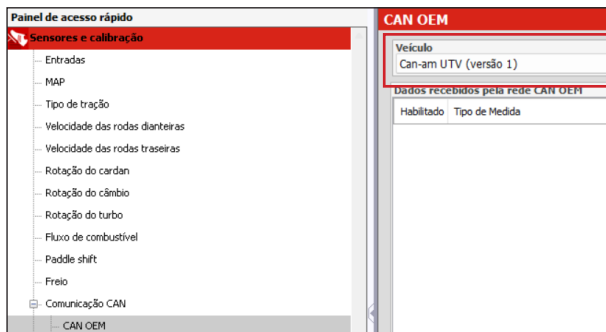 Painel de acesso rápido
Sensores e calibração
Entradas
MAP
Tipo de tração
Velocidade das rodas dianteiras
Velocidade das rodas traseiras
Rotação do cardan
Rotação do câmbio
Rotação do turbo
Fluxo de combustível
Paddle shift
Freio
Comunicação CAN
CAN OEM
CAN OEM
Veículo
Can-am UTV (versão 1)
Dados recebidos pela rede CAN OEM
Habilitado Tipo de Medida